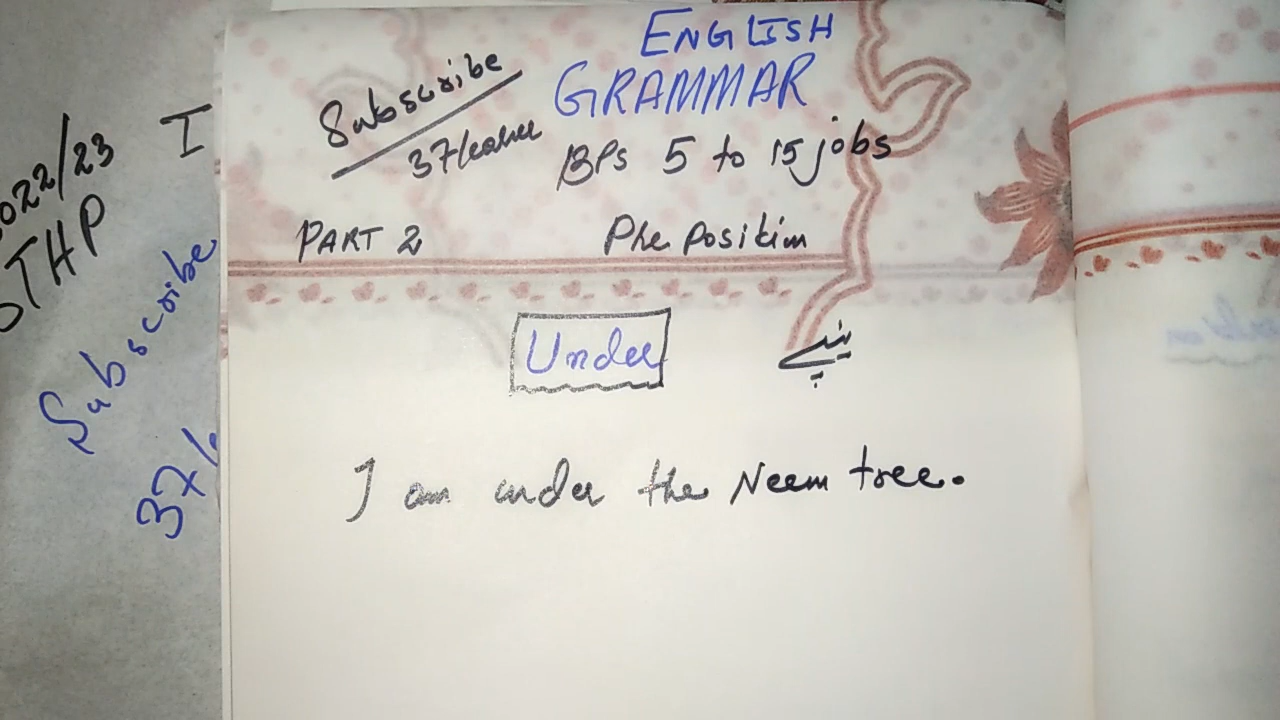 2022/23
STHP
I
Subscribe
37/
Subscribe
ENGLISH
GRAMMAR
BPS 5 to 15 jobs
PART 2 Preposition
Under نیچے
I am under the Neem tree.